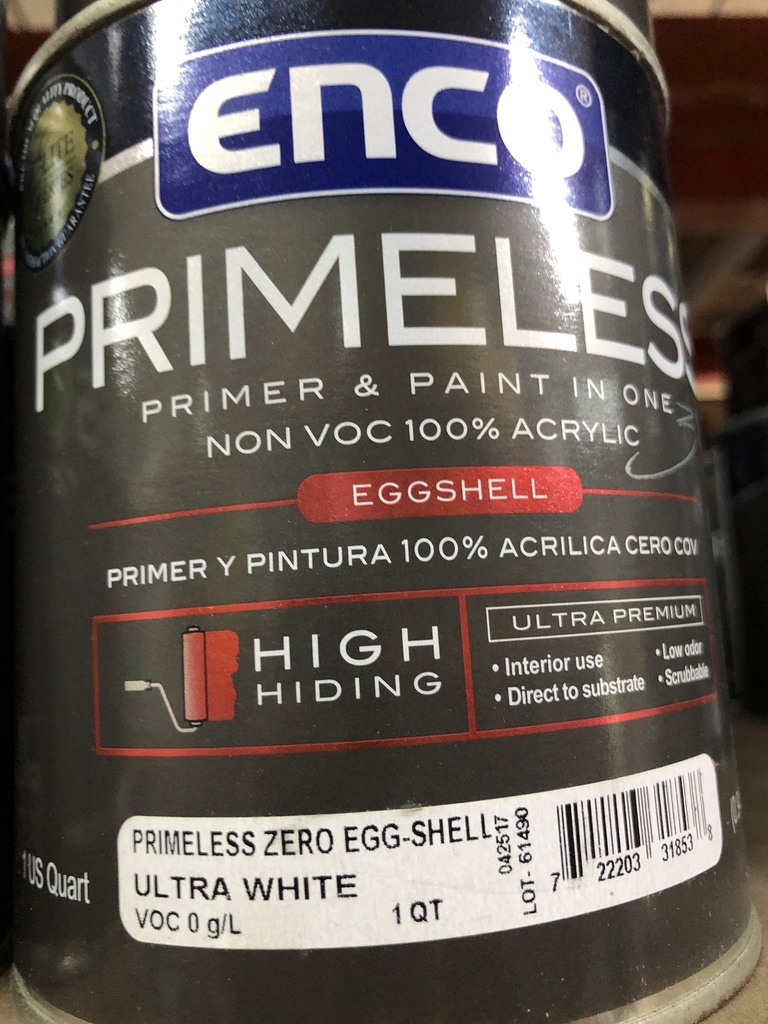 ENCO®
PRIMELESS
PRIMER & PAINT IN ONE
NON VOC 100% ACRYLIC
EGGSHELL
PRIMER Y PINTURA 100% ACRILICA CERO COV
HIGH
HIDING
ULTRA PREMIUM
• Interior use
• Direct to substrate
• Low odor
• Scrubbable
1 US Quart
PRIMELESS ZERO EGG-SHELL
ULTRA WHITE
VOC 0 g/L
1 QT
042517
LOT- 61490
7 22203 31853 8